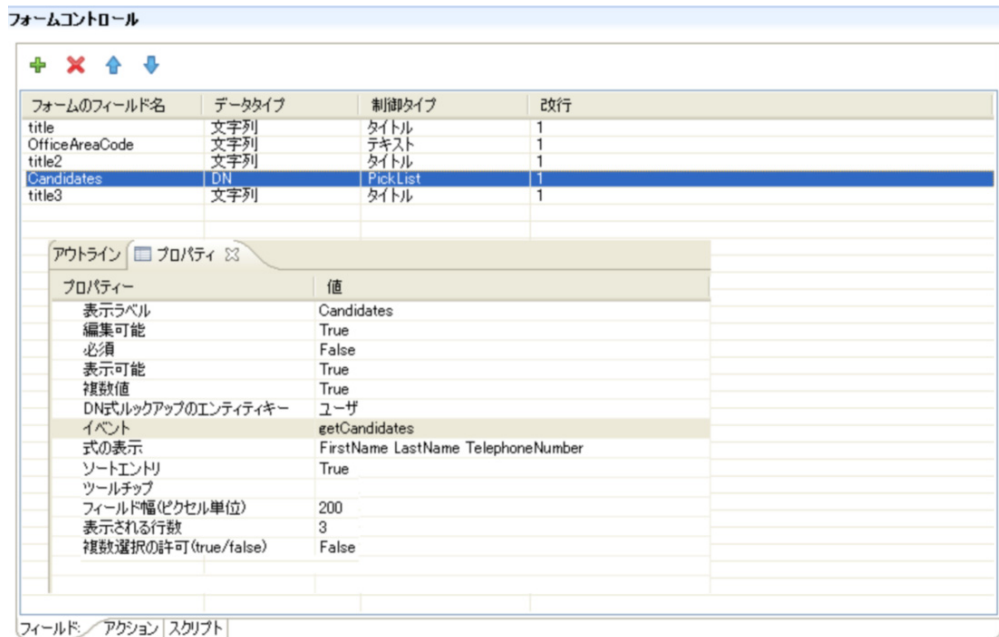 フォームコントロール
フォームのフィールド名 データタイプ 制御タイプ 改行
title 文字列 タイトル 1
OfficeAreaCode 文字列 テキスト 1
title2 文字列 タイトル 1
Candidates DN PickList 1
title3 文字列 タイトル 1
アウトライン プロパティ
プロパティー 値
表示ラベル Candidates
編集可能 True
必須 False
表示可能 True
複数値 True
DN式ルックアップのエンティティキー ユーザ
イベント getCandidates
式の表示 FirstName LastName TelephoneNumber
ソートエントリ True
ツールチップ
フィールド幅(ピクセル単位) 200
表示される行数 3
複数選択の許可(true/false) False
フィールド: アクション スクリプト